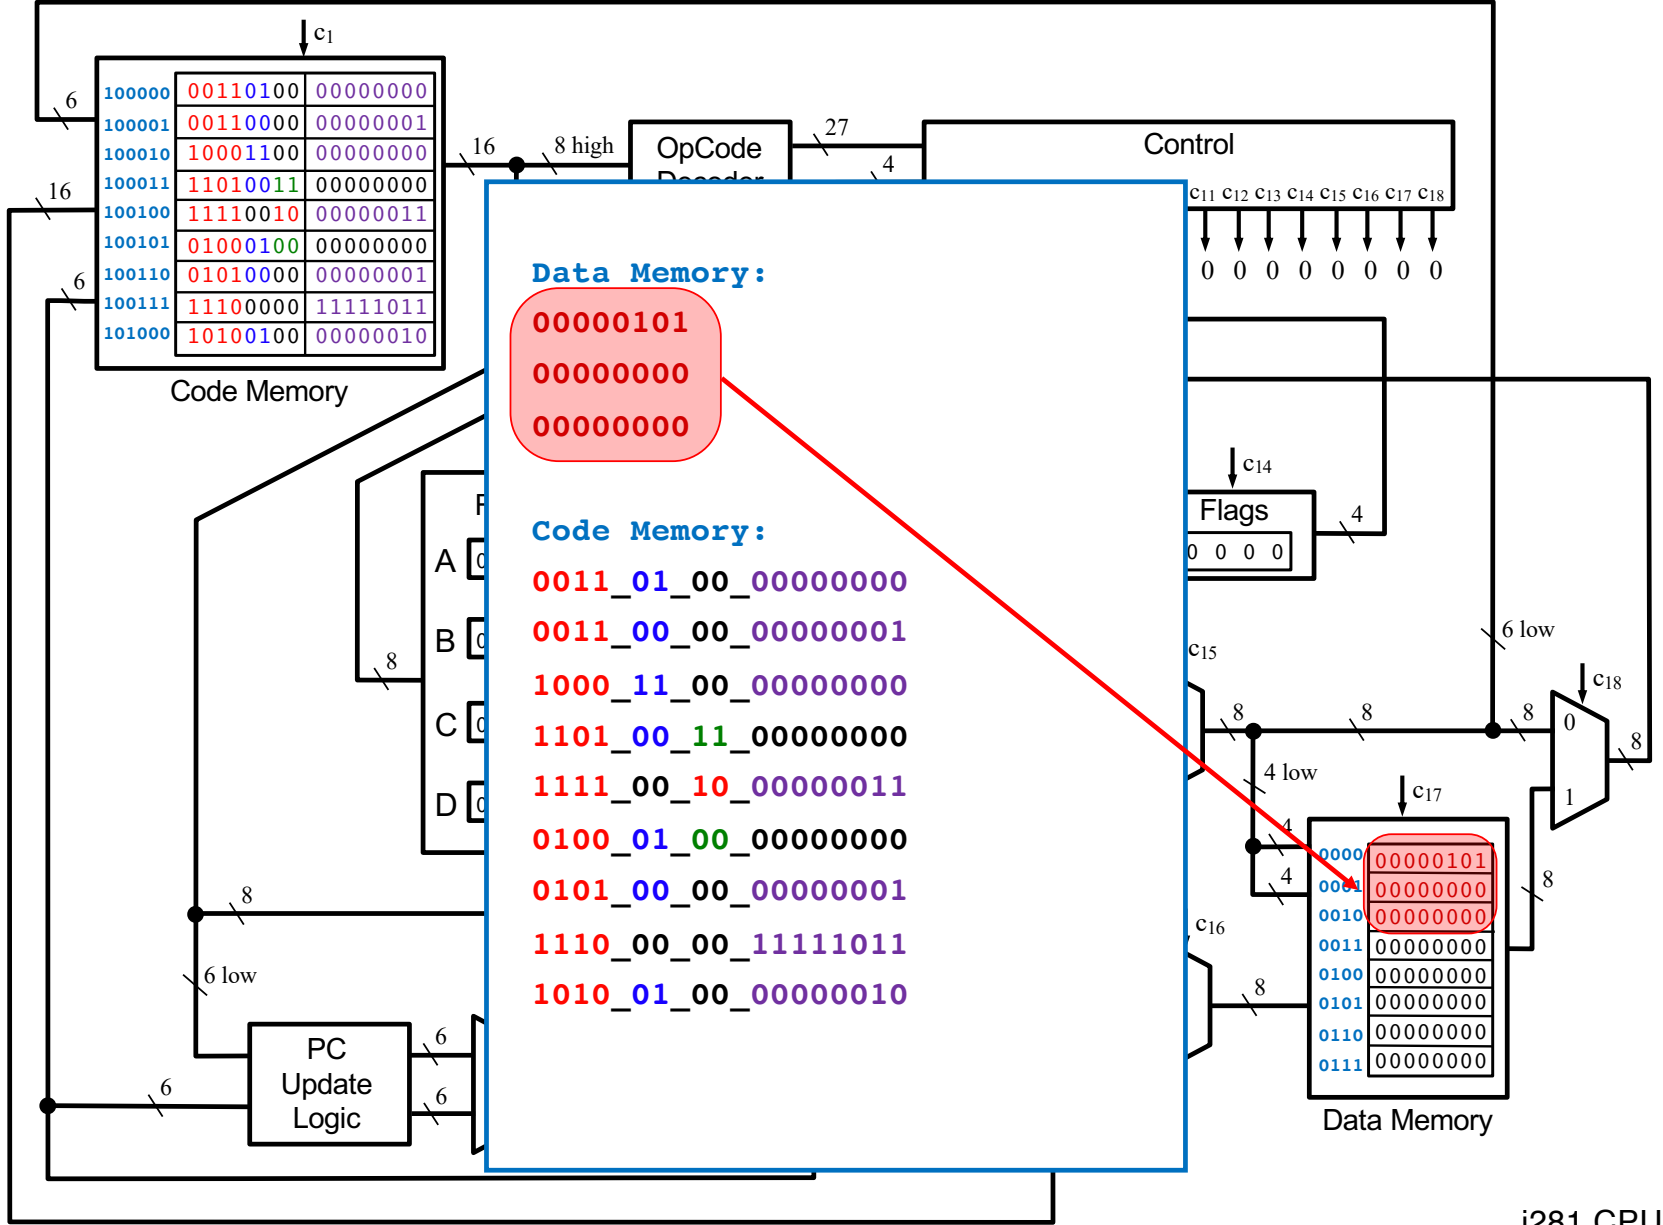 c1
100000 00110100 00000000
100001 00110000 00000001
100010 10001100 00000000
100011 11010011 00000000
100100 11110010 00000011
100101 01000100 00000000
100110 01010000 00000001
100111 11100000 11111011
101000 10100100 00000010
Code Memory
6
16
6
16
8 high
OpCode
27
4
Control
c11 c12 c13 c14 c15 c16 c17 c18
0 0 0 0 0 0 0 0
Data Memory:
00000101
00000000
00000000
Code Memory:
0011_01_00_00000000
0011_00_00_00000001
1000_11_00_00000000
1101_00_11_00000000
1111_00_10_00000011
0100_01_00_00000000
0101_00_00_00000001
1110_00_00_11111011
1010_01_00_00000010
A
B
C
D
8
8
6 low
PC
Update
Logic
6
6
6
c14
Flags
0 0 0 0
4
c15
8
8
6 low
8
c18
0
1
8
4 low
4
4
c17
c16
8
8
0000 00000101
0001 00000000
0010 00000000
0011 00000000
0100 00000000
0101 00000000
0110 00000000
0111 00000000
Data Memory
i281 CPU